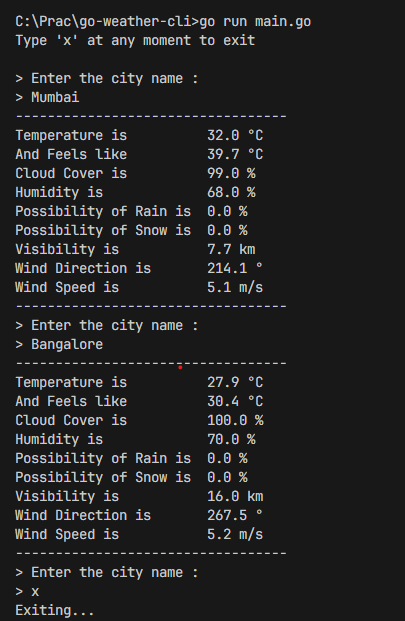 C:\Prac\go-weather-cli>go run main.go
Type 'x' at any moment to exit
> Enter the city name :
> Mumbai
----------------------------------
Temperature is          32.0 °C
And Feels like          39.7 °C
Cloud Cover is          99.0 %
Humidity is             68.0 %
Possibility of Rain is  0.0 %
Possibility of Snow is  0.0 %
Visibility is           7.7 km
Wind Direction is       214.1 °
Wind Speed is           5.1 m/s
----------------------------------
> Enter the city name :
> Bangalore
----------------------------------
Temperature is          27.9 °C
And Feels like          30.4 °C
Cloud Cover is          100.0 %
Humidity is             70.0 %
Possibility of Rain is  0.0 %
Possibility of Snow is  0.0 %
Visibility is           16.0 km
Wind Direction is       267.5 °
Wind Speed is           5.2 m/s
----------------------------------
> Enter the city name :
> x
Exiting...